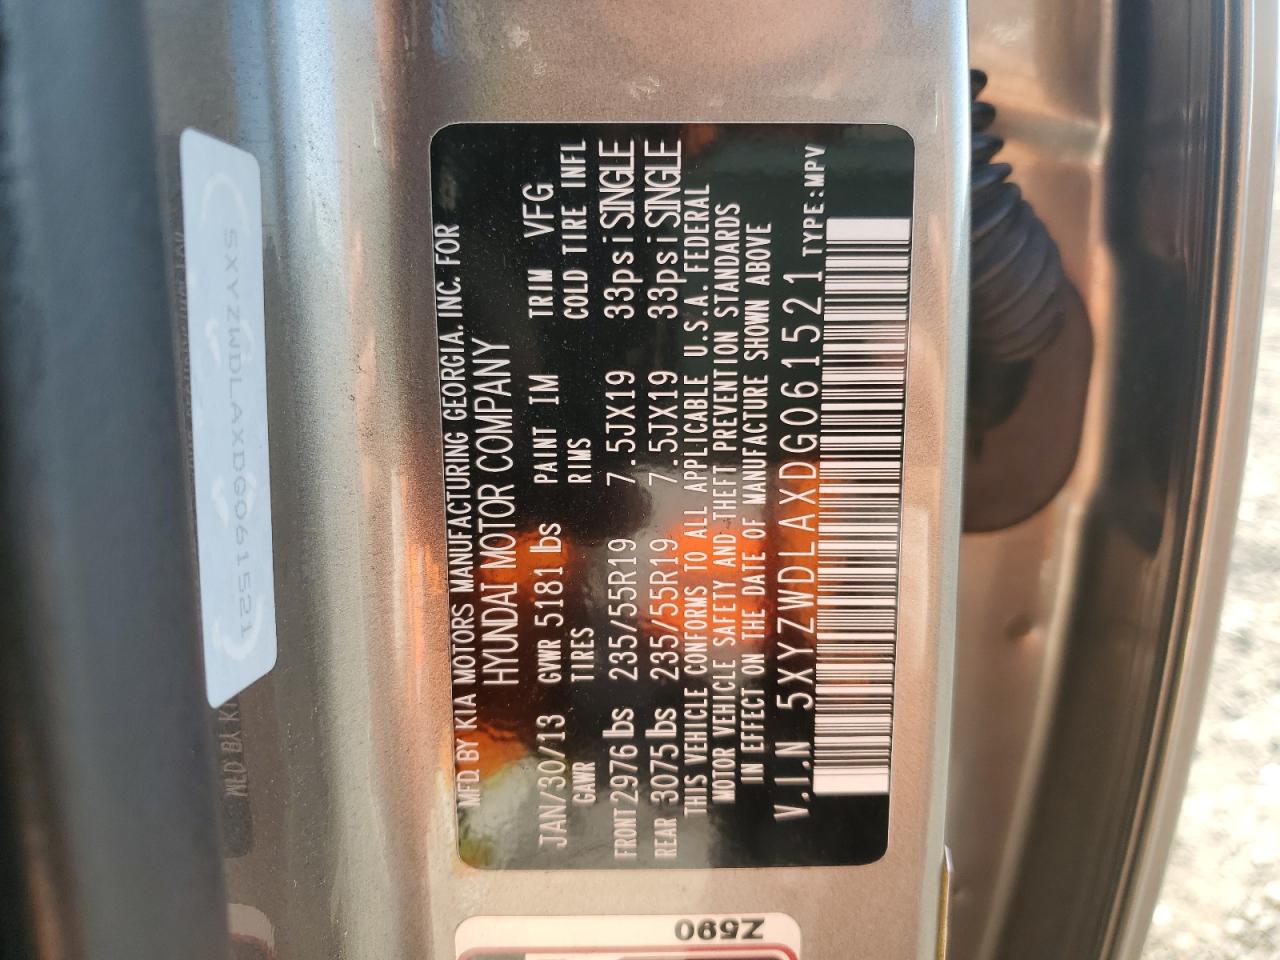 MFD. BY KIA MOTORS MANUFACTURING GEORGIA. INC. FOR
HYUNDAI MOTOR COMPANY
JAN/30/13 GVWR 5181 lbs PAINT IM TRIM VFG
GAWR TIRES RIMS COLD TIRE INFL
FRONT 2976 lbs 235/55R19 7.5JX19 33psi SINGLE
REAR 3075 lbs 235/55R19 7.5JX19 33psi SINGLE
THIS VEHICLE CONFORMS TO ALL APPLICABLE U.S.A. FEDERAL
MOTOR VEHICLE SAFETY AND THEFT PREVENTION STANDARDS
IN EFFECT ON THE DATE OF MANUFACTURE SHOWN ABOVE
V.I.N 5XYZWDLAXDG061521 TYPE:MPV
5XYZWDLAXDG061521
MFD BY KI
Z590